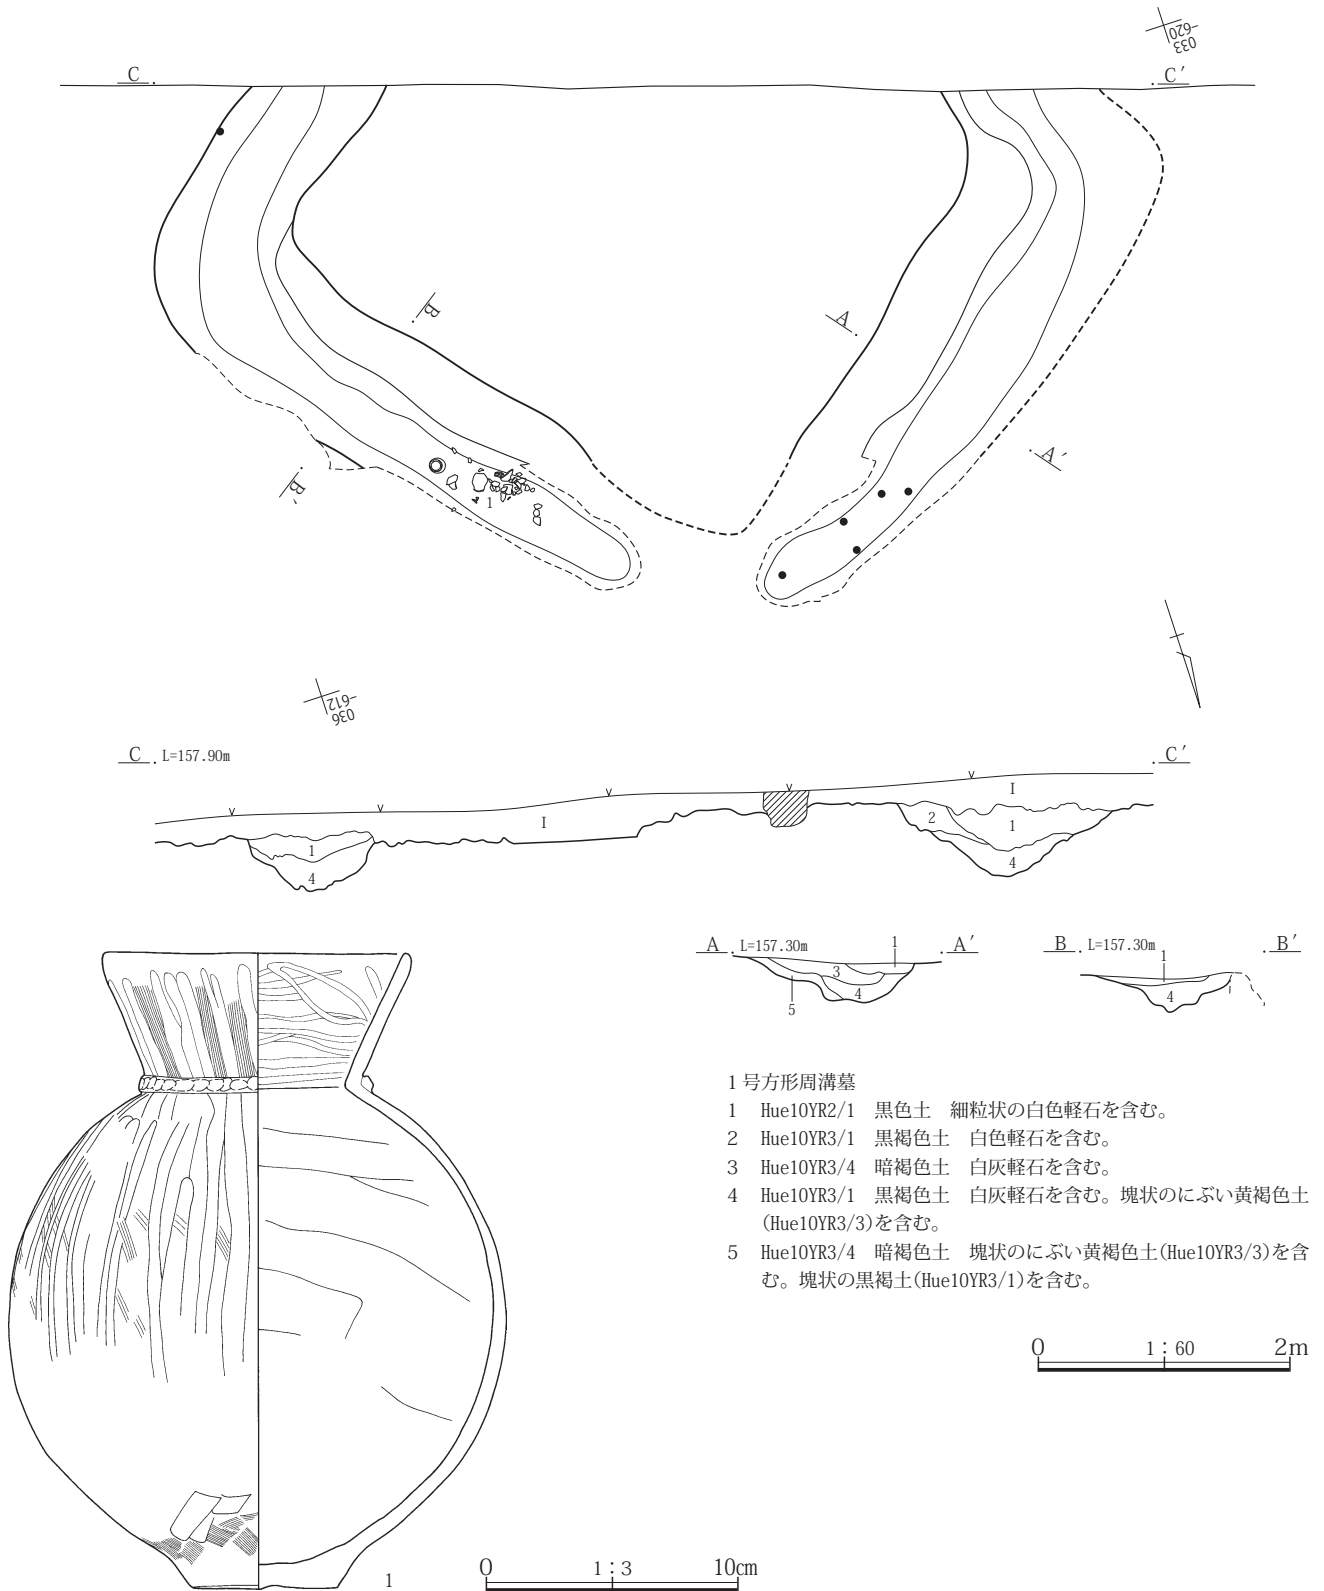 033
-620
C
C′
B
A
A′
B′
1
036
-612
C L=157.90m
C′
I
I
2
1
1
4
4
A L=157.30m
1
A′
3
4
5
B L=157.30m
1
B′
4
1号方形周溝墓
1 Hue10YR2/1 黒色土 細粒状の白色軽石を含む。
2 Hue10YR3/1 黒褐色土 白色軽石を含む。
3 Hue10YR3/4 暗褐色土 白灰軽石を含む。
4 Hue10YR3/1 黒褐色土 白灰軽石を含む。塊状のにぶい黄褐色土
(Hue10YR3/3)を含む。
5 Hue10YR3/4 暗褐色土 塊状のにぶい黄褐色土(Hue10YR3/3)を含
む。塊状の黒褐土(Hue10YR3/1)を含む。
0 1:60 2m
1
0 1:3 10cm